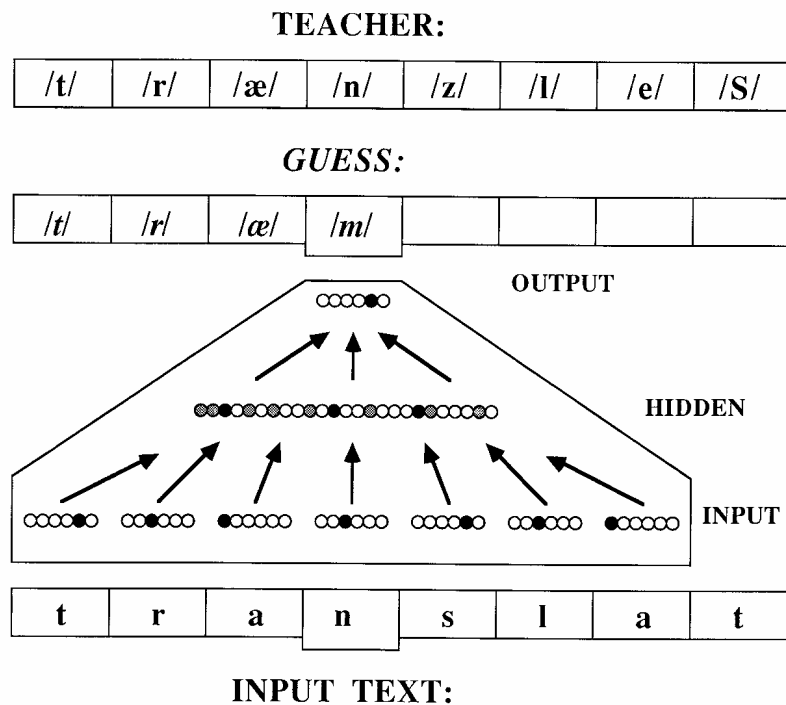 TEACHER:
/t/ /r/ /æ/ /n/ /z/ /l/ /e/ /S/
GUESS:
/t/ /r/ /æ/ /m/
OUTPUT
HIDDEN
INPUT
t r a n s l a t
INPUT TEXT: